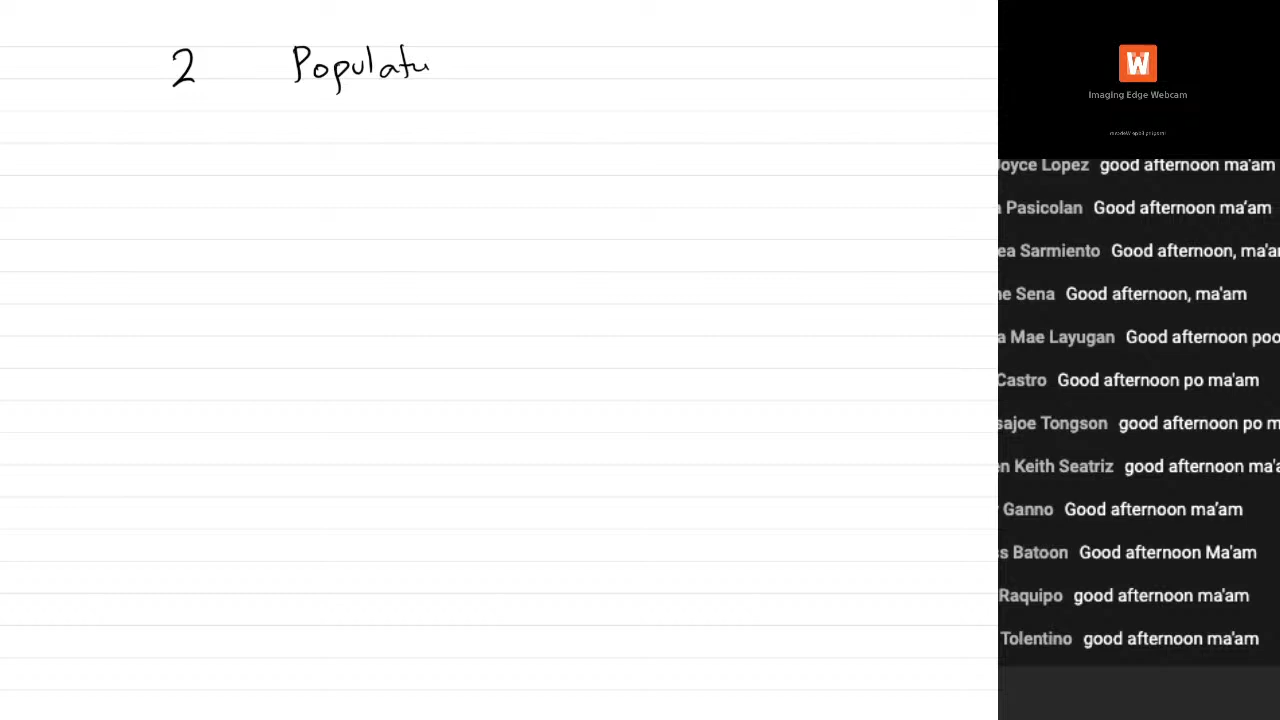 2 Populatu
W
Imaging Edge Webcam
Joyce Lopez good afternoon ma'am
Pasicolan Good afternoon ma'am
ea Sarmiento Good afternoon, ma'a
ne Sena Good afternoon, ma'am
a Mae Layugan Good afternoon poo
Castro Good afternoon po ma'am
sajoe Tongson good afternoon po m
en Keith Seatriz good afternoon ma'a
Ganno Good afternoon ma'am
ss Batoon Good afternoon Ma'am
Raquipo good afternoon ma'am
Tolentino good afternoon ma'am